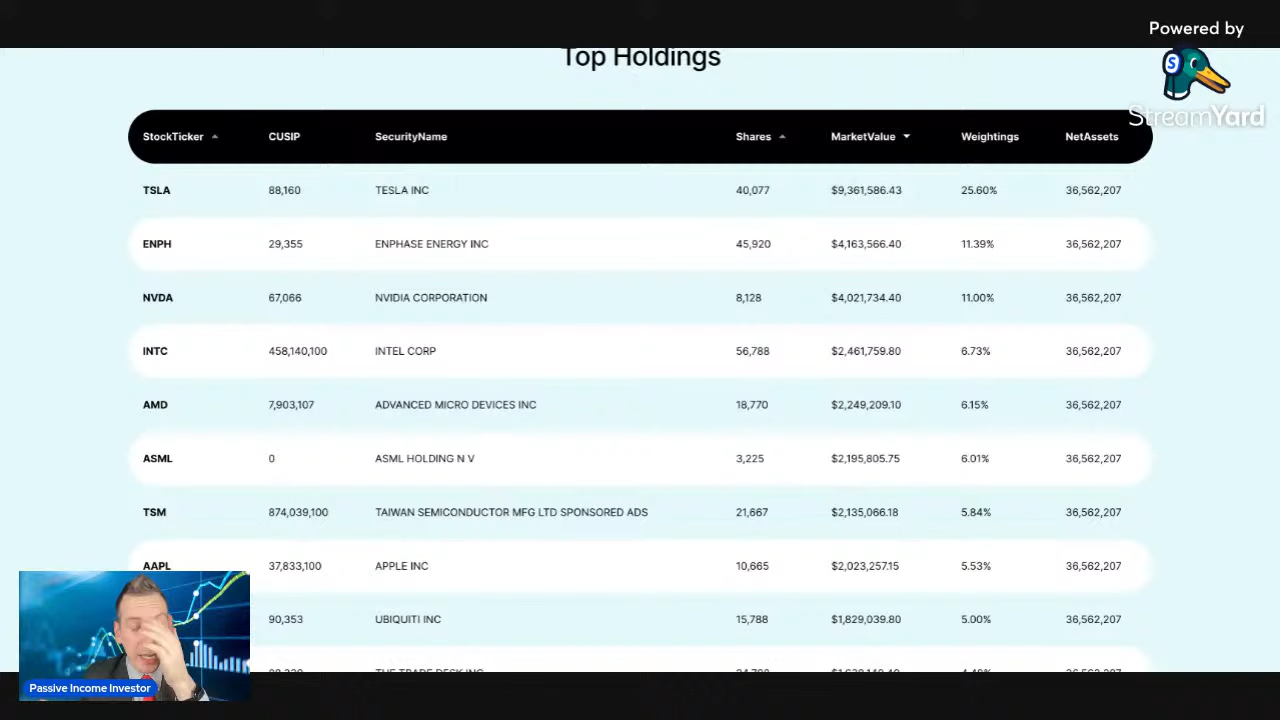 Powered by
StreamYard
Top Holdings
StockTicker CUSIP SecurityName Shares MarketValue Weightings NetAssets
TSLA 88,160 TESLA INC 40,077 $9,361,586.43 25.60% 36,562,207
ENPH 29,355 ENPHASE ENERGY INC 45,920 $4,163,566.40 11.39% 36,562,207
NVDA 67,066 NVIDIA CORPORATION 8,128 $4,021,734.40 11.00% 36,562,207
INTC 458,140,100 INTEL CORP 56,788 $2,461,759.80 6.73% 36,562,207
AMD 7,903,107 ADVANCED MICRO DEVICES INC 18,770 $2,249,209.10 6.15% 36,562,207
ASML 0 ASML HOLDING N V 3,225 $2,195,805.75 6.01% 36,562,207
TSM 874,039,100 TAIWAN SEMICONDUCTOR MFG LTD SPONSORED ADS 21,667 $2,135,066.18 5.84% 36,562,207
AAPL 37,833,100 APPLE INC 10,665 $2,023,257.15 5.53% 36,562,207
90,353 UBIQUITI INC 15,788 $1,829,039.80 5.00% 36,562,207
THE TRADE DESK INC
Passive Income Investor